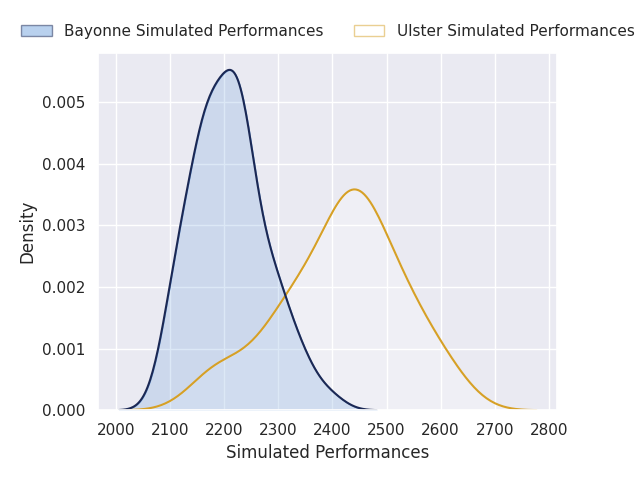 Bayonne Simulated Performances Ulster Simulated Performances
0.005
0.004
0.003
0.002
0.001
0.000
Density
2000 2100 2200 2300 2400 2500 2600 2700 2800
Simulated Performances